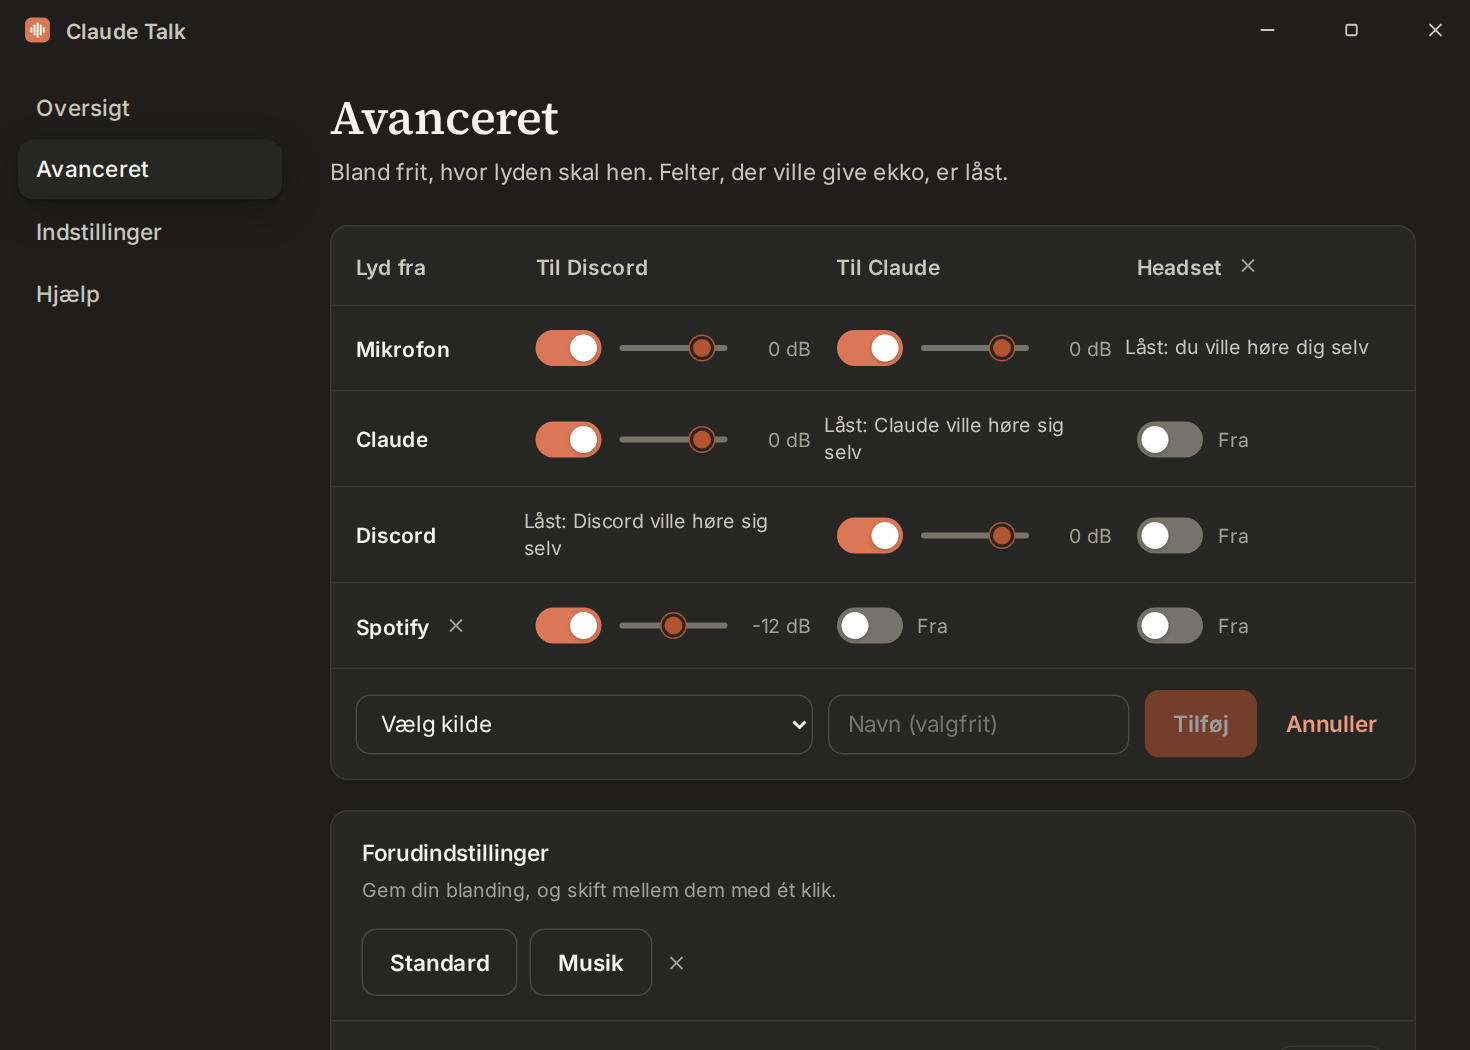 Claude Talk
Oversigt
Avanceret
Indstillinger
Hjælp
Avanceret
Bland frit, hvor lyden skal hen. Felter, der ville give ekko, er låst.
Lyd fra Til Discord Til Claude Headset
Mikrofon 0 dB 0 dB Låst: du ville høre dig selv
Claude 0 dB Låst: Claude ville høre sig
selv
Fra
Discord Låst: Discord ville høre sig
selv
0 dB Fra
Spotify -12 dB Fra Fra
Vælg kilde Navn (valgfrit) Tilføj Annuller
Forudindstillinger
Gem din blanding, og skift mellem dem med ét klik.
Standard Musik